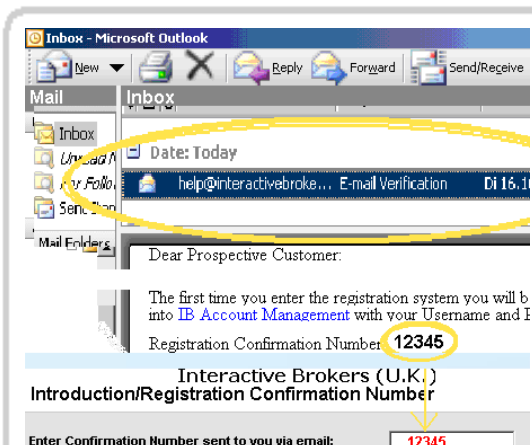 Inbox - Microsoft Outlook
New Reply Forward Send/Receive
Mail Inbox
Inbox
Date: Today
help@interactivebroke... E-mail Verification Di 16.1
Mail Folders
Dear Prospective Customer:
The first time you enter the registration system you will b
into IB Account Management with your Username and P
Registration Confirmation Number 12345
Interactive Brokers (U.K.)
Introduction/Registration Confirmation Number
Enter Confirmation Number sent to you via email: 12345